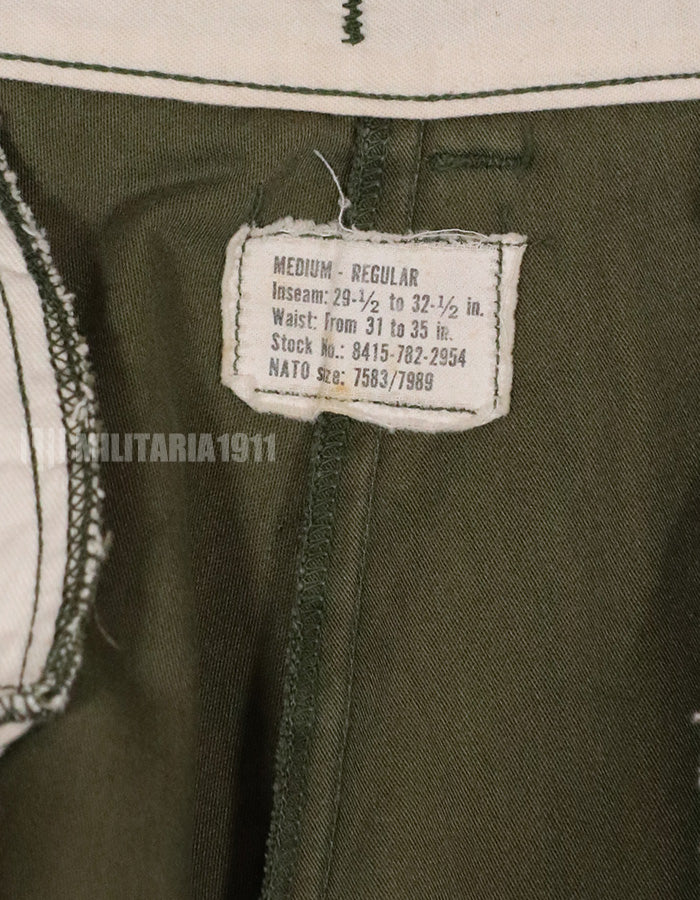 MEDIUM - REGULAR
Inseam: 29-½ to 32-½ in.
Waist: From 31 to 35 in.
Stock No.: 8415-782-2954
NATO size: 7583/7989
MILITARIA1911